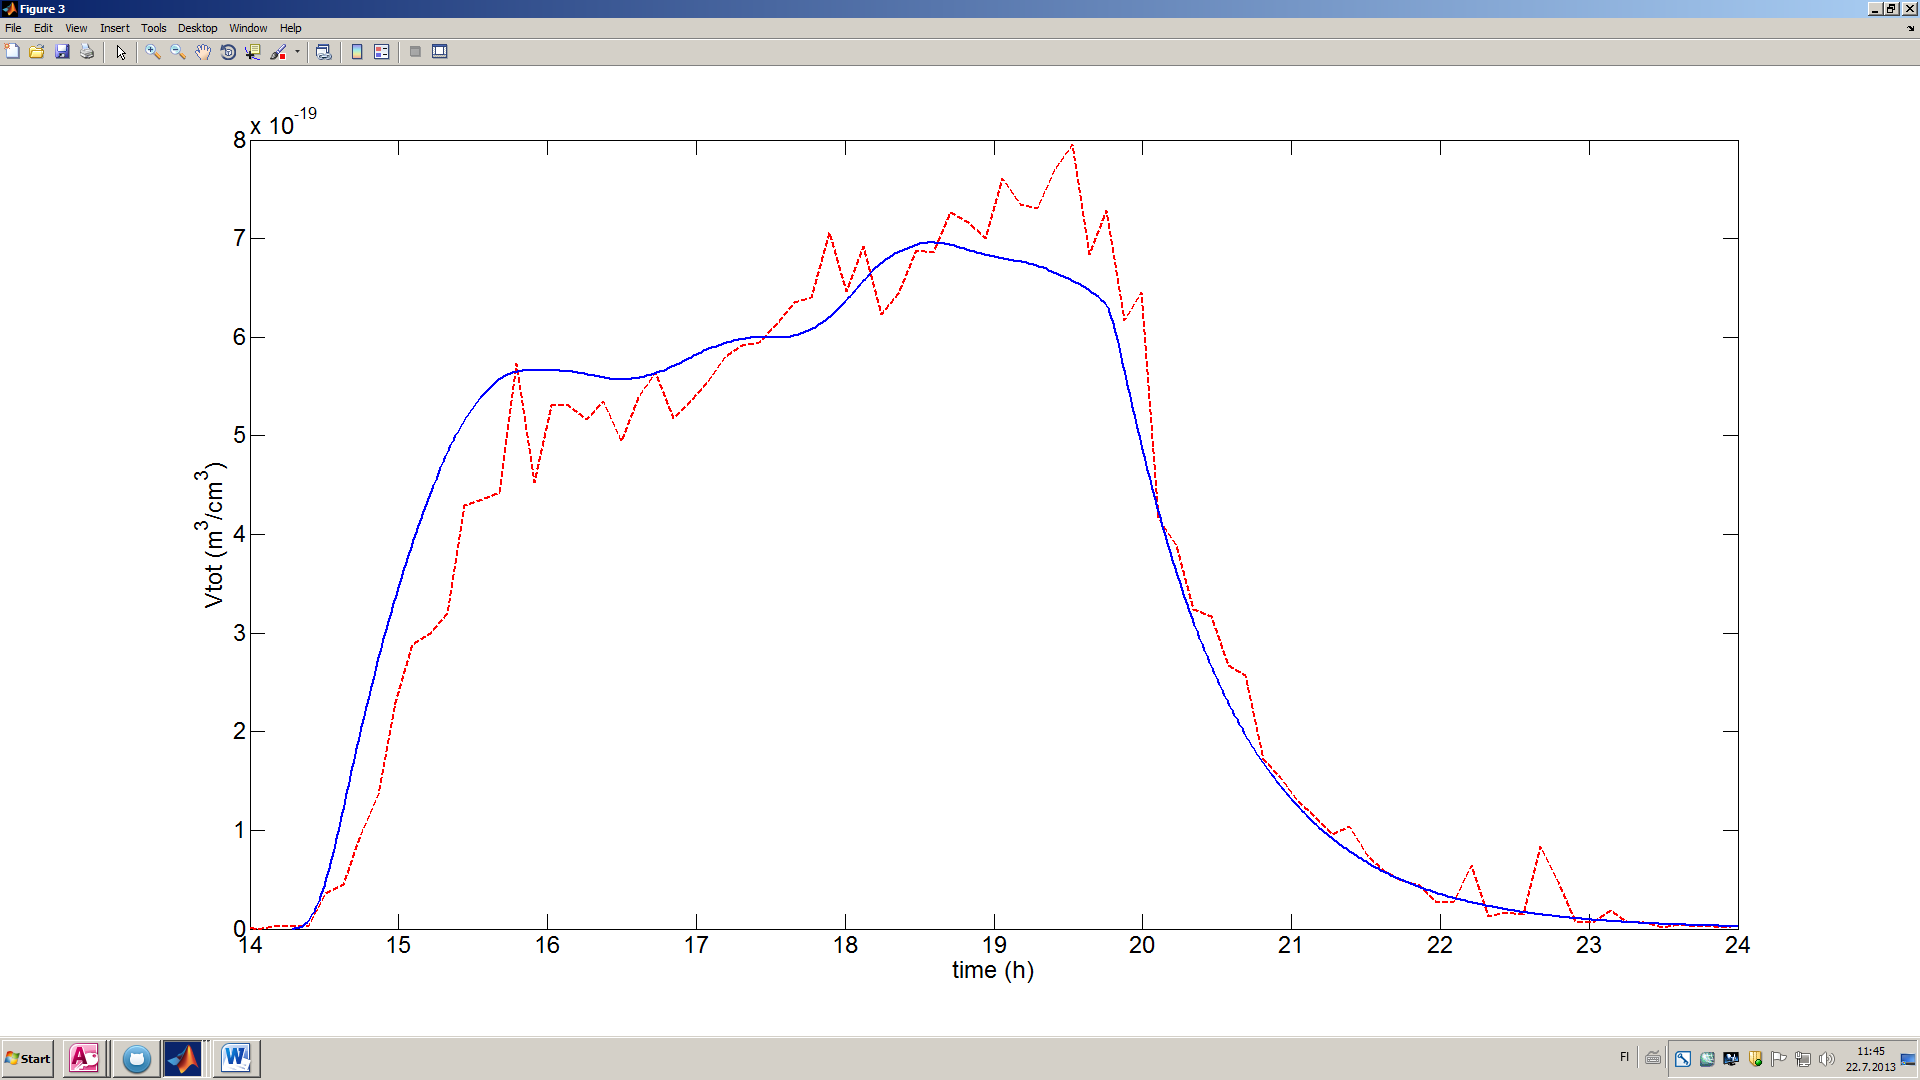 Figure 3
File Edit View Insert Tools Desktop Window Help
x 10-19
8
7
6
5
4
3
2
1
0
Vtot (m3/cm3)
14 15 16 17 18 19 20 21 22 23 24
time (h)
Start
FI
11:45
22.7.2013